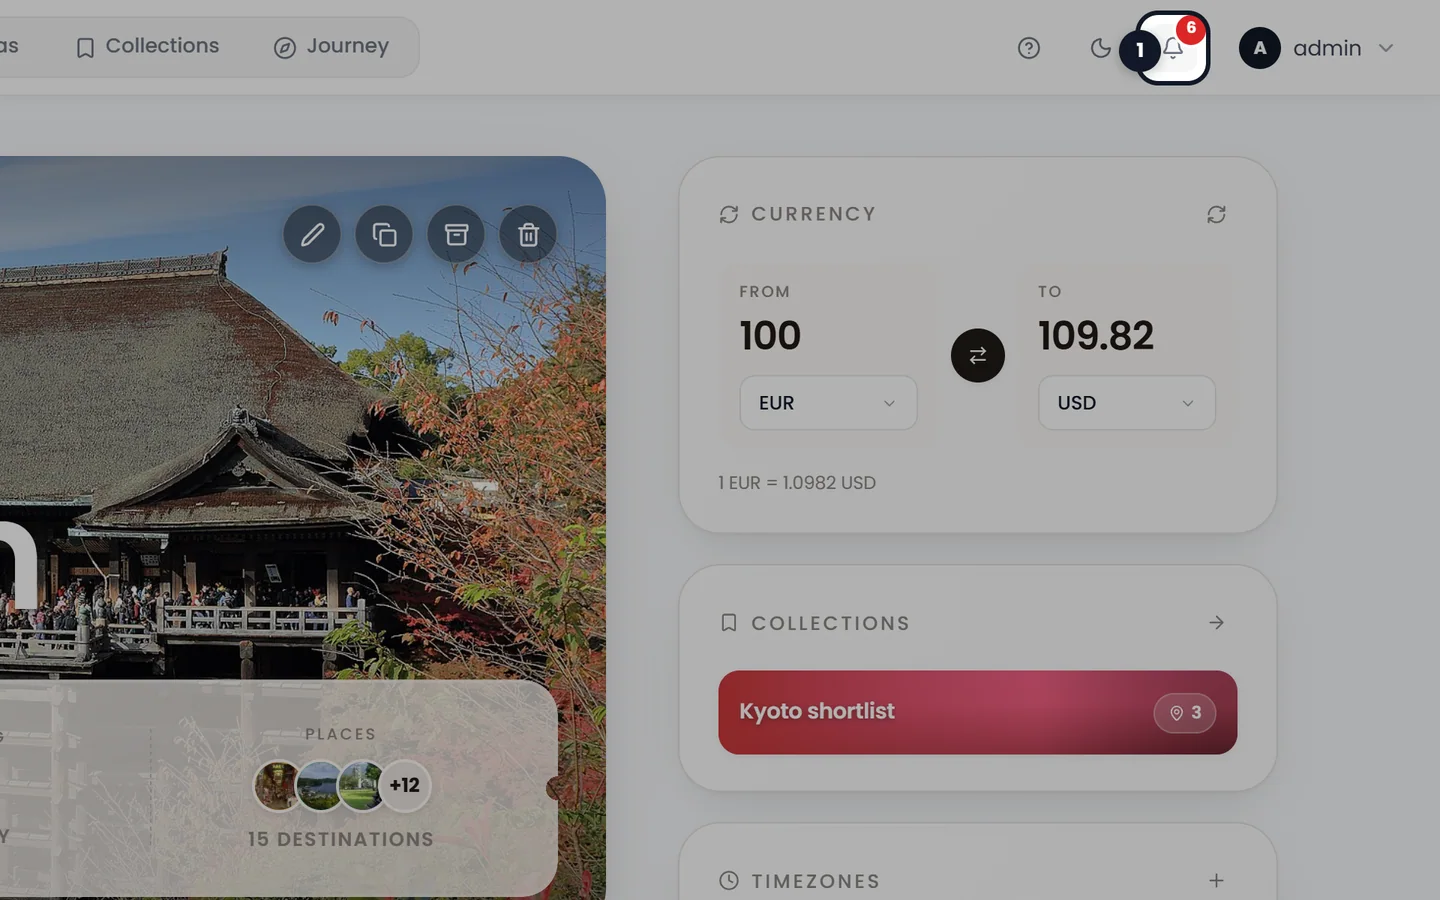 as
Collections
Journey
1
6
A
admin
CURRENCY
FROM
100
EUR
TO
109.82
USD
1 EUR = 1.0982 USD
COLLECTIONS
Kyoto shortlist
3
PLACES
+12
15 DESTINATIONS
Y
TIMEZONES